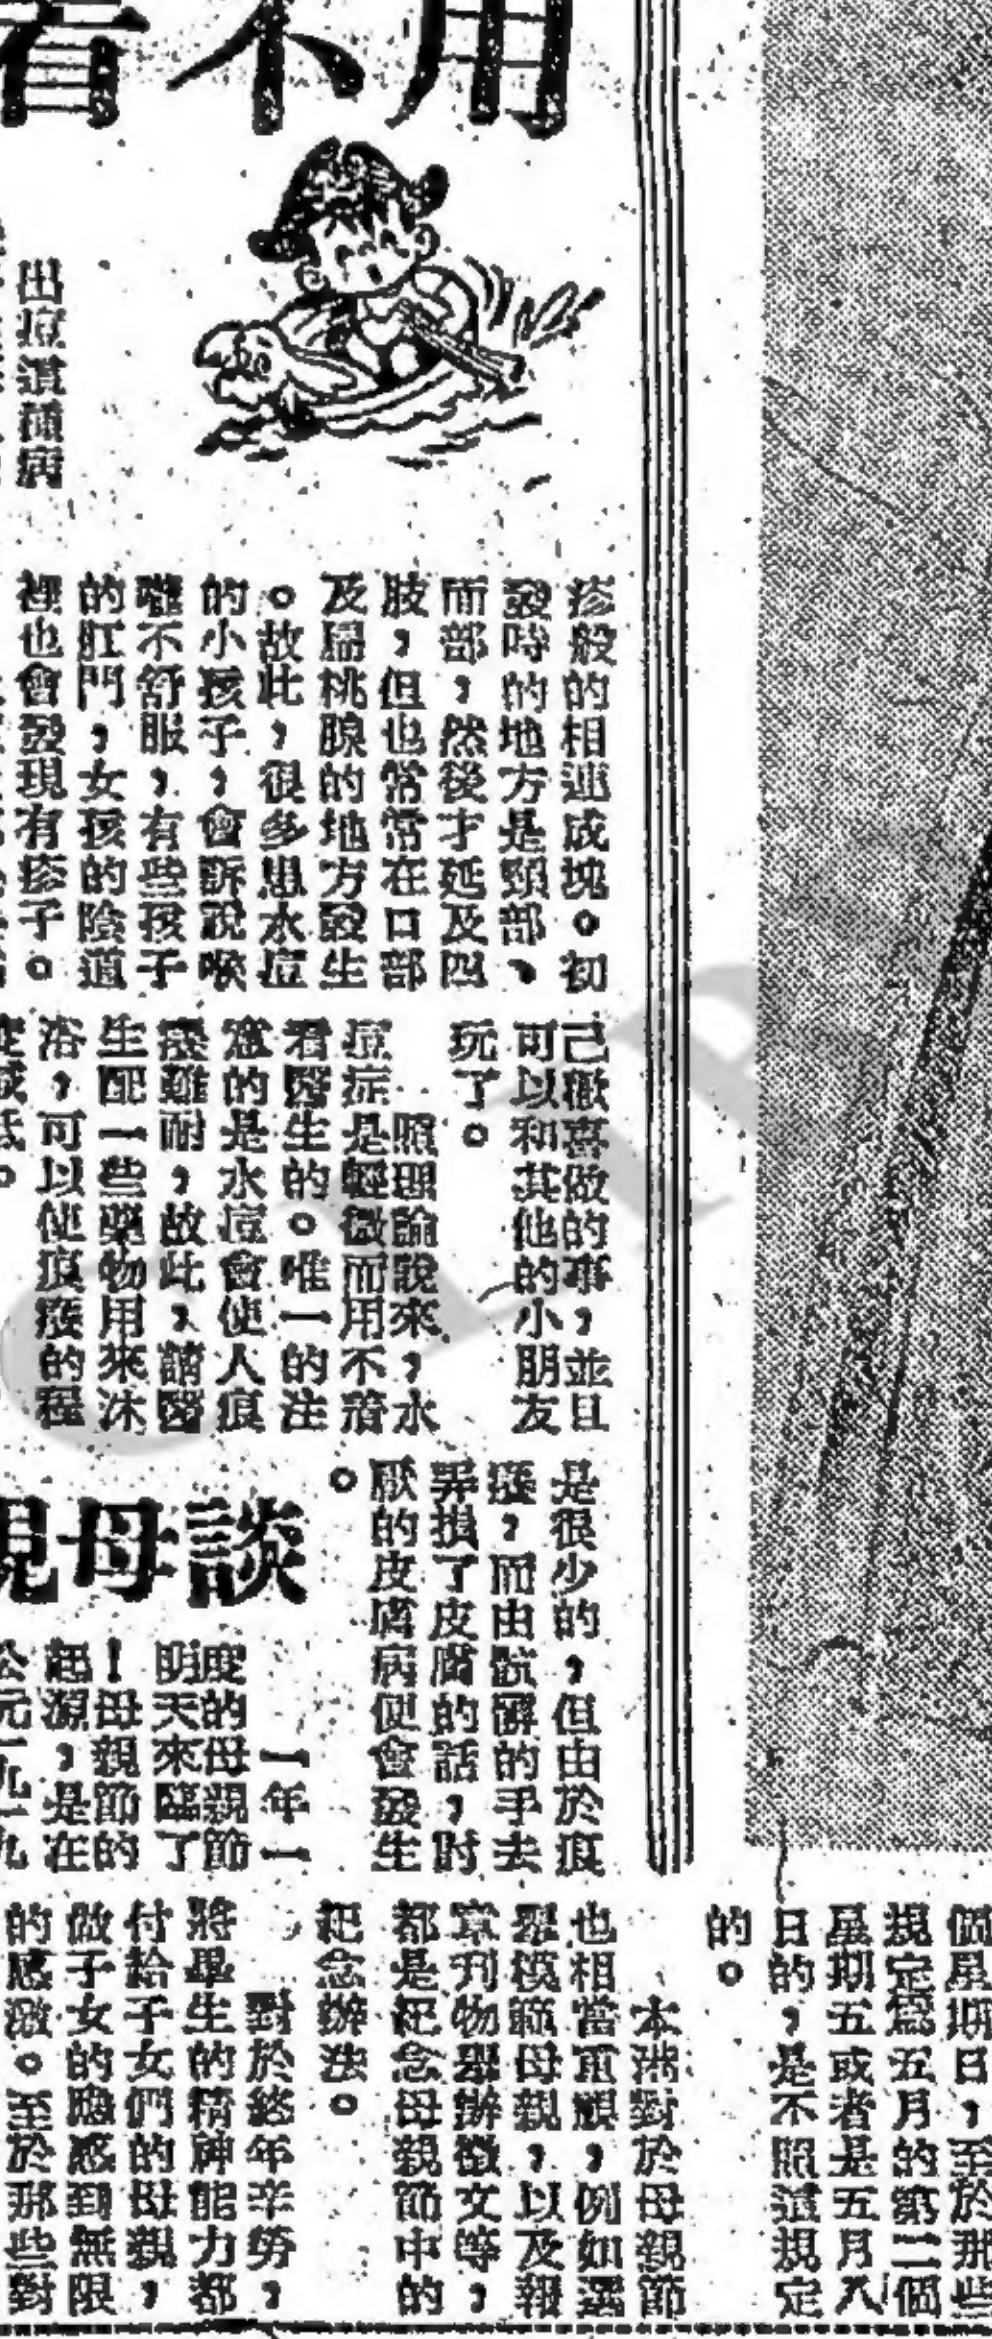 用不着
出痘這種病
疹般的相連成塊。初
發時的地方是頸部、
而部，然後才延及四
肢，但也常常在口部
及扁桃腺的地方發生
。故此，很多患水痘
的小孩子，會訴說喉
嚨不舒服，有些孩子
的肛門，女孩的陰道
裡也會發現有疹子。
己歡喜做的事，並且
可以和其他的小朋友
玩了。
照理論說來，水
痘症是輕微而用不着
看醫生的。唯一的注
意的是水痘會使人痕
癢難耐，故此，請醫
生配一些藥物用來沐
浴，可以使痕癢的程
度減低。
是很少的，但由於痕
癢，而由骯髒的手去
弄損了皮膚的話，討
厭的皮膚病便會發生
。
談母親
一年一
度的母親節
明天來臨了
！母親節的
起源，是在
公元一九一九
個星期日，至於那些
規定為五月的第二個
星期五或者是五月八
日的，是不照這規定
的。
本港對於母親節
也相當重視，例如選
舉模範母親，以及報
章刊物舉辦徵文等，
都是紀念母親節中的
紀念辦法。
對於終年辛勞，
將畢生的精神能力都
付給子女們的母親，
做子女的應感到無限
的感激。至於那些對